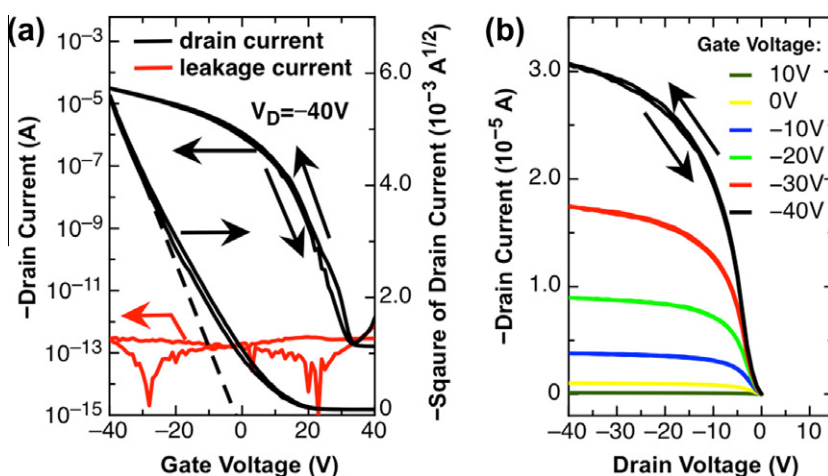 (a)
drain current
leakage current
V_D=−40V
10^−3
10^−5
10^−7
10^−9
10^−11
10^−13
10^−15
−Drain Current (A)
6.0
4.0
2.0
0
−Sqaure of Drain Current (10^−3 A^1/2)
−40 −20 0 20 40
Gate Voltage (V)
(b)
Gate Voltage:
10V
0V
−10V
−20V
−30V
−40V
3.0
2.0
1.0
0
−Drain Current (10^−5 A)
−40 −30 −20 −10 0 10
Drain Voltage (V)